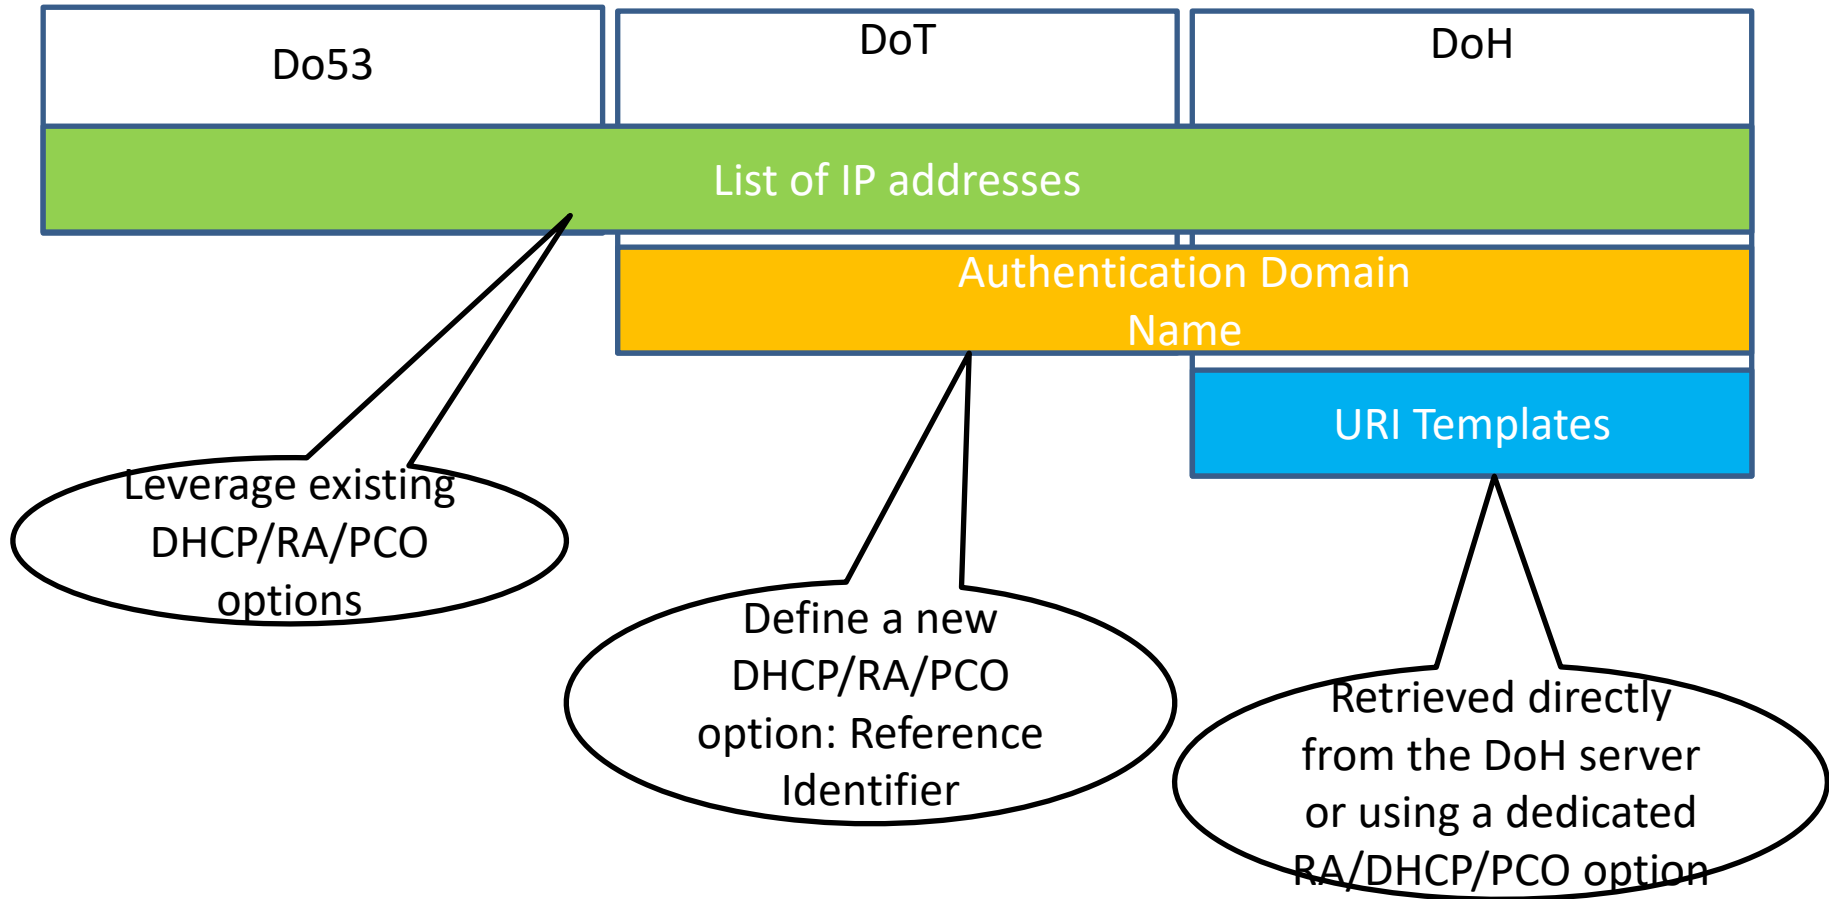 Do53
DoT
DoH
List of IP addresses
Authentication Domain
Name
URI Templates
Leverage existing
DHCP/RA/PCO
options
Define a new
DHCP/RA/PCO
option: Reference
Identifier
Retrieved directly
from the DoH server
or using a dedicated
RA/DHCP/PCO option